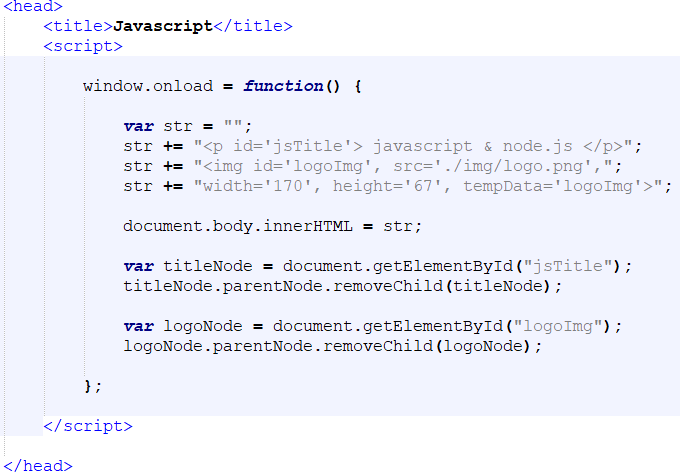 <head>
<title>Javascript</title>
<script>
window.onload = function() {
var str = "";
str += "<p id='jsTitle'> javascript & node.js </p>";
str += "<img id='logoImg', src='./img/logo.png',";
str += "width='170', height='67', tempData='logoImg'>";
document.body.innerHTML = str;
var titleNode = document.getElementById("jsTitle");
titleNode.parentNode.removeChild(titleNode);
var logoNode = document.getElementById("logoImg");
logoNode.parentNode.removeChild(logoNode);
};
</script>
</head>